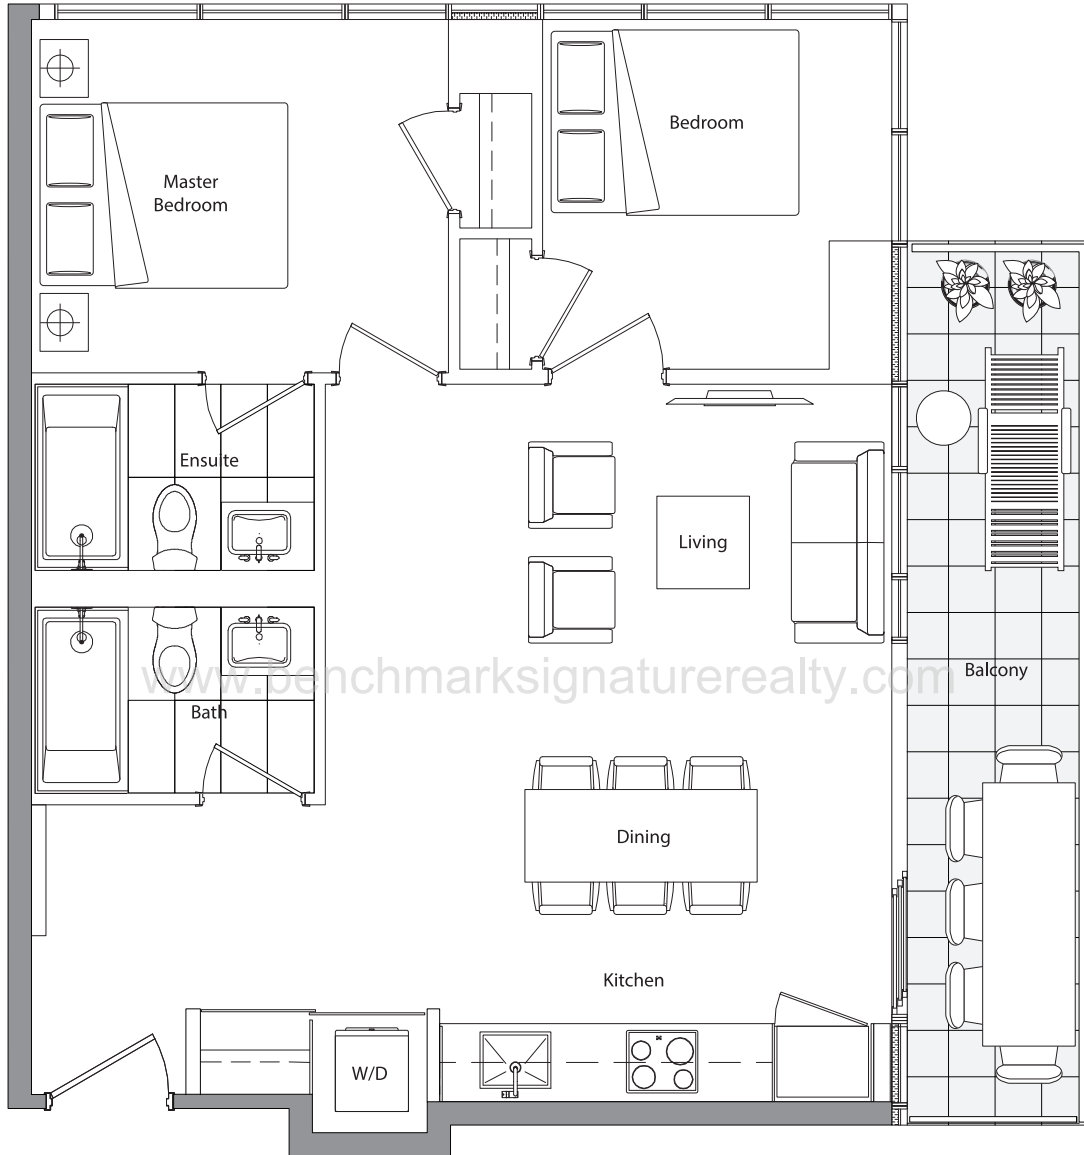 Bedroom
Master
Bedroom
Ensuite
Living
www.benchmarksignaturerealty.com
Balcony
Bath
Dining
Kitchen
W/D